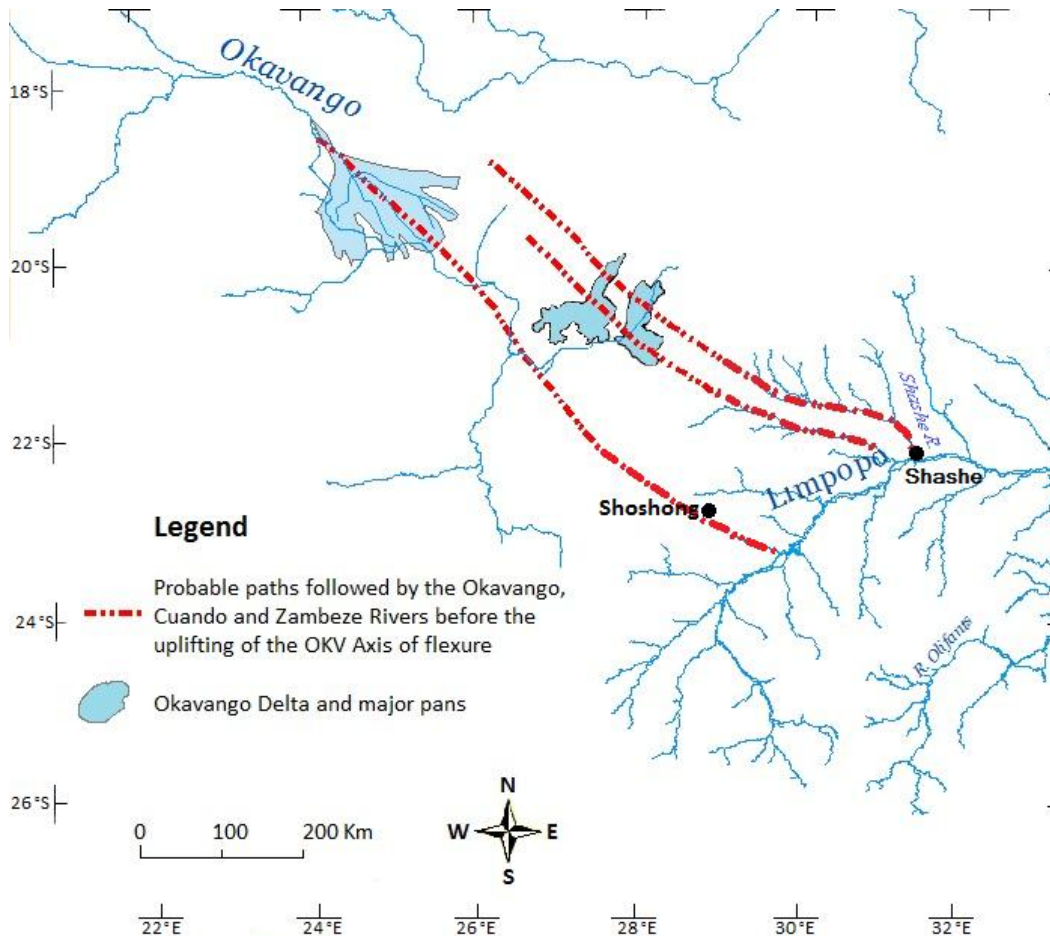 Okavango
18°S
20°S
22°S
24°S
26°S
Shashe R.
Limpopo
Shashe
Shoshong
R. Olifants
Legend
Probable paths followed by the Okavango,
Cuando and Zambeze Rivers before the
uplifting of the OKV Axis of flexure
Okavango Delta and major pans
N
W E
S
0 100 200 Km
22°E 24°E 26°E 28°E 30°E 32°E